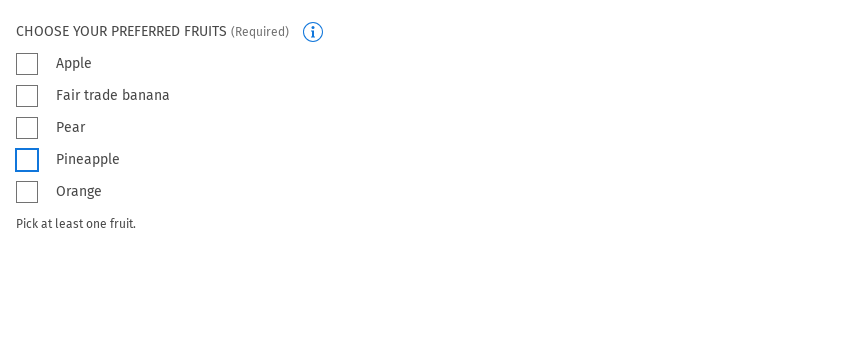 CHOOSE YOUR PREFERRED FRUITS (Required)
Apple
Fair trade banana
Pear
Pineapple
Orange
Pick at least one fruit.